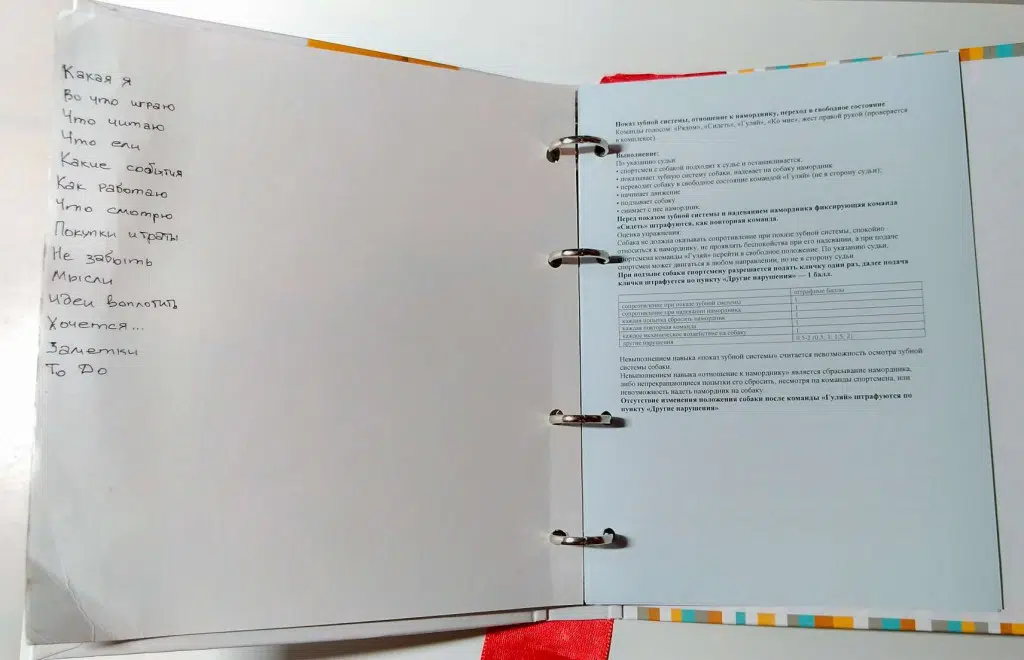 Какая я
Во что играю
Что читаю
Что ели
Какие события
Как работаю
Что смотрю
Покупки и траты
Не забыть
Мысли
Идеи воплотить
Хочется...
Заметки
To Do
Показ зубной системы, отношение к наморднику, переход в свободное состояние
Команды голосом: «Рядом», «Сидеть», «Гуляй», «Ко мне»; жест правой рукой (проверяется
в комплексе).
Выполнение:
По указанию судьи
• спортсмен с собакой подходит к судье и останавливается.
• показывает зубную систему собаки, надевает на собаку намордник
• переводит собаку в свободное состояние командой «Гуляй» (не в сторону судьи);
• начинает движение
• подзывает собаку
• снимает с нее намордник.
Перед показом зубной системы и надеванием намордника фиксирующая команда
«Сидеть» штрафуются, как повторная команда.
Оценка упражнения:
Собака не должна оказывать сопротивление при показе зубной системы, спокойно
относиться к наморднику, не проявлять беспокойства при его надевании, а при подаче
спортсмена команды «Гуляй» перейти в свободное положение. По указанию судьи,
спортсмен может двигаться в любом направлении, но не в сторону судьи
При подзыве собаки спортсмену разрешается подать кличку один раз, далее подача
клички штрафуется по пункту «Другие нарушения» — 1 балл.
штрафные баллы
сопротивление при показе зубной системы 1
сопротивление при надевании намордника 1
каждая попытка сбросить намордник 1
каждая повторная команда 1
каждое механическое воздействие на собаку 1
другие нарушения 0,5-2 (0,5; 1; 1,5; 2)
Невыполнением навыка «показ зубной системы» считается невозможность осмотра зубной
системы собаки.
Невыполнением навыка «отношение к наморднику» является сбрасывание намордника,
либо непрекращающиеся попытки его сбросить, несмотря на команды спортсмена, или
невозможность надеть намордник на собаку.
Отсутствие изменения положения собаки после команды «Гуляй» штрафуются по
пункту «Другие нарушения»